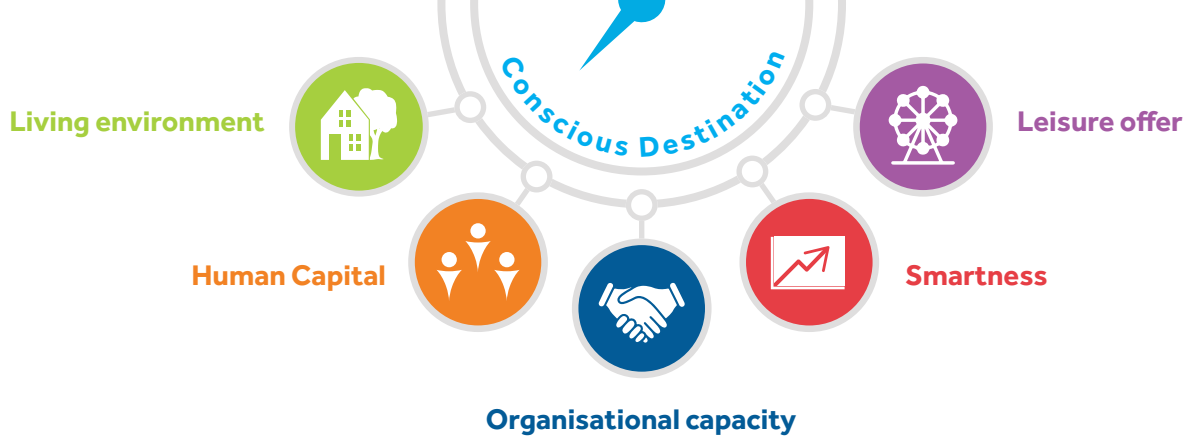 Conscious Destination
Living environment
Leisure offer
Human Capital
Smartness
Organisational capacity